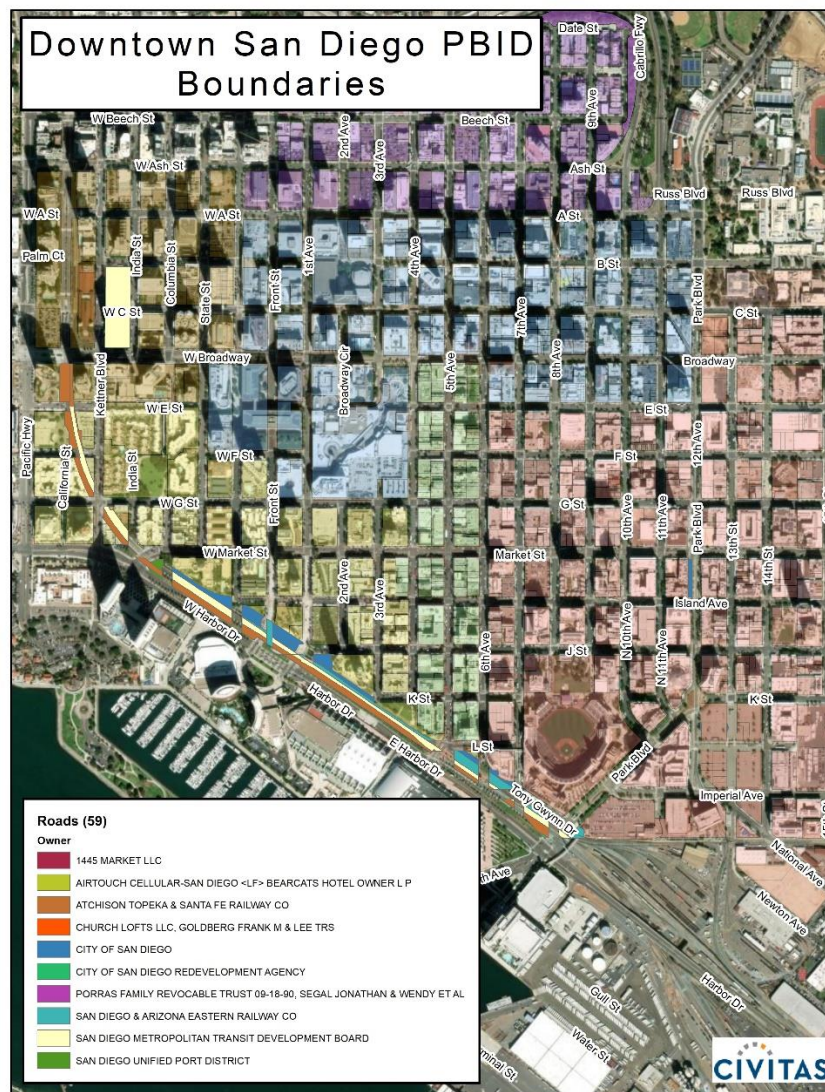 Downtown San Diego PBID
Boundaries
Date St
Cabrillo Fwy
W Beech St
2nd Ave
3rd Ave
Beech St
9th Ave
W Ash St
Ash St
Russ Blvd
Russ Blvd
W A St
W A St
A St
Palm Ct
India St
Columbia St
State St
Front St
1st Ave
4th Ave
B St
Park Blvd
W C St
7th Ave
C St
Kettner Blvd
W Broadway
Broadway Cir
5th Ave
8th Ave
Broadway
W E St
E St
Pacific Hwy
California St
India St
W F St
F St
12th Ave
W G St
Front St
G St
10th Ave
11th Ave
Park Blvd
13th St
14th St
W Market St
Market St
2nd Ave
3rd Ave
Island Ave
W Harbor Dr
6th Ave
J St
N 10th Ave
N 11th Ave
Harbor Dr
K St
K St
E Harbor Dr
L St
Park Blvd
Tony Gwynn Dr
Imperial Ave
National Ave
Newton Ave
Harbor Dr
Gull St
Water St
Roads (59)
Owner
1445 MARKET LLC
AIRTOUCH CELLULAR-SAN DIEGO <LF> BEARCATS HOTEL OWNER L P
ATCHISON TOPEKA & SANTA FE RAILWAY CO
CHURCH LOFTS LLC, GOLDBERG FRANK M & LEE TRS
CITY OF SAN DIEGO
CITY OF SAN DIEGO REDEVELOPMENT AGENCY
PORRAS FAMILY REVOCABLE TRUST 09-18-90, SEGAL JONATHAN & WENDY ET AL
SAN DIEGO & ARIZONA EASTERN RAILWAY CO
SAN DIEGO METROPOLITAN TRANSIT DEVELOPMENT BOARD
SAN DIEGO UNIFIED PORT DISTRICT
CIVITAS